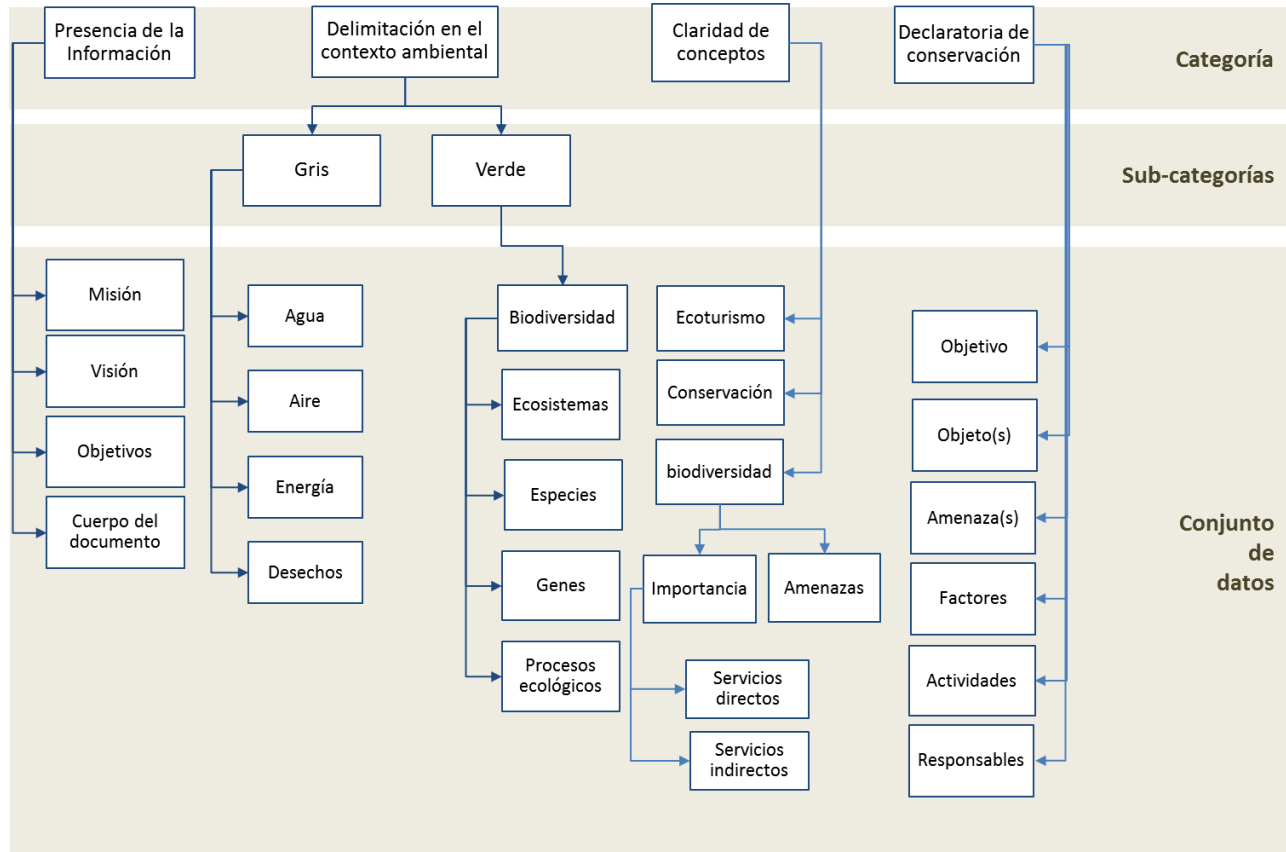 Presencia de la
Información
Delimitación en el
contexto ambiental
Claridad de
conceptos
Declaratoria de
conservación
Categoría
Gris
Verde
Sub-categorías
Misión
Visión
Objetivos
Cuerpo del
documento
Agua
Aire
Energía
Desechos
Biodiversidad
Ecosistemas
Especies
Genes
Procesos
ecológicos
Ecoturismo
Conservación
biodiversidad
Importancia
Amenazas
Servicios
directos
Servicios
indirectos
Objetivo
Objeto(s)
Amenaza(s)
Factores
Actividades
Responsables
Conjunto
de
datos